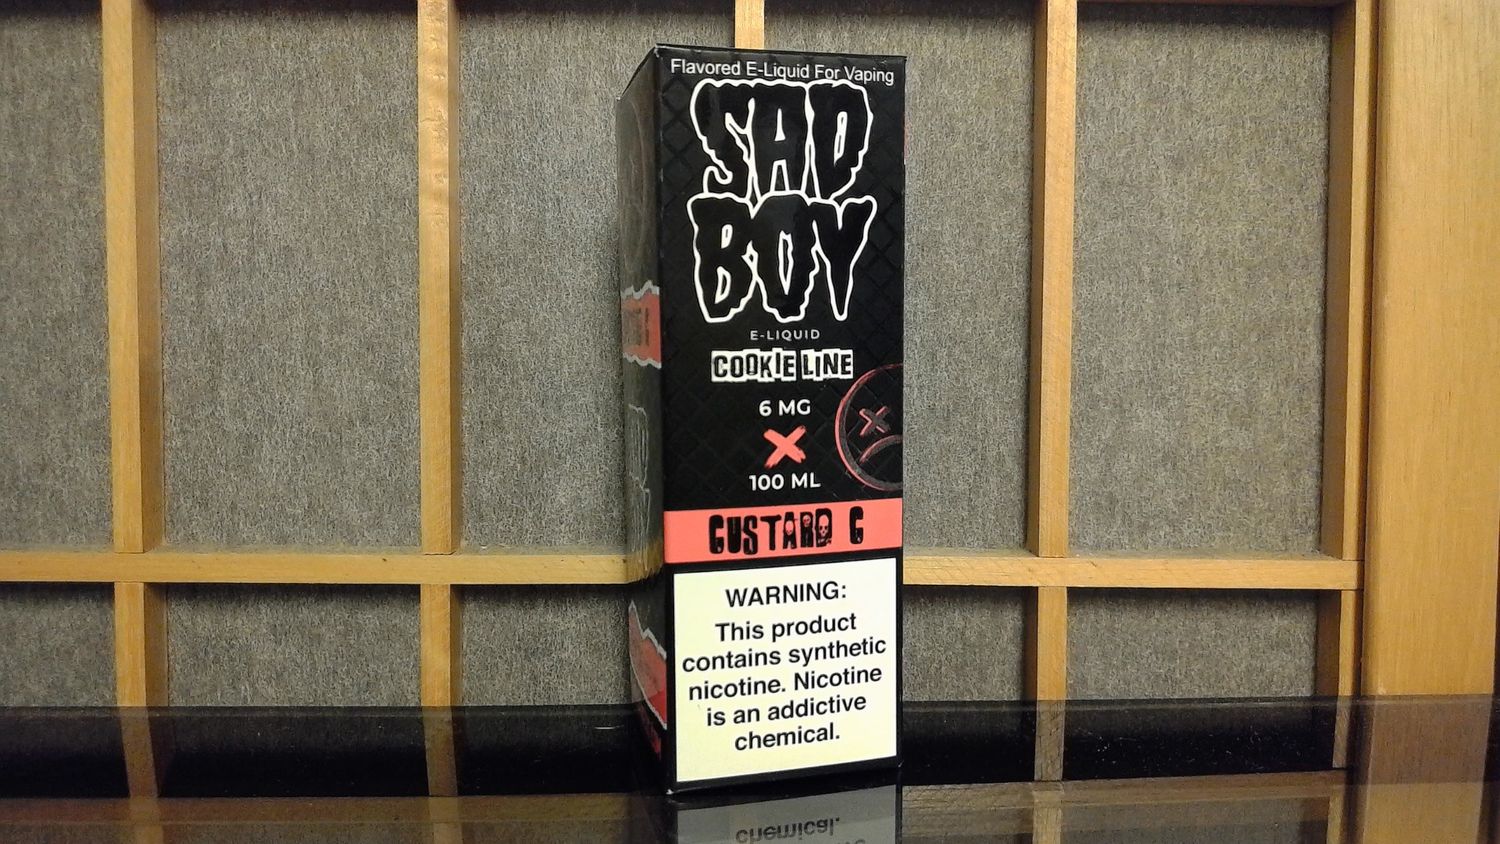 Flavored E-Liquid For Vaping
SAD
BOY
E-LIQUID
COOKIE LINE
6 MG
X
100 ML
CUSTARD C
WARNING:
This product
contains synthetic
nicotine. Nicotine
is an addictive
chemical.
chemical.